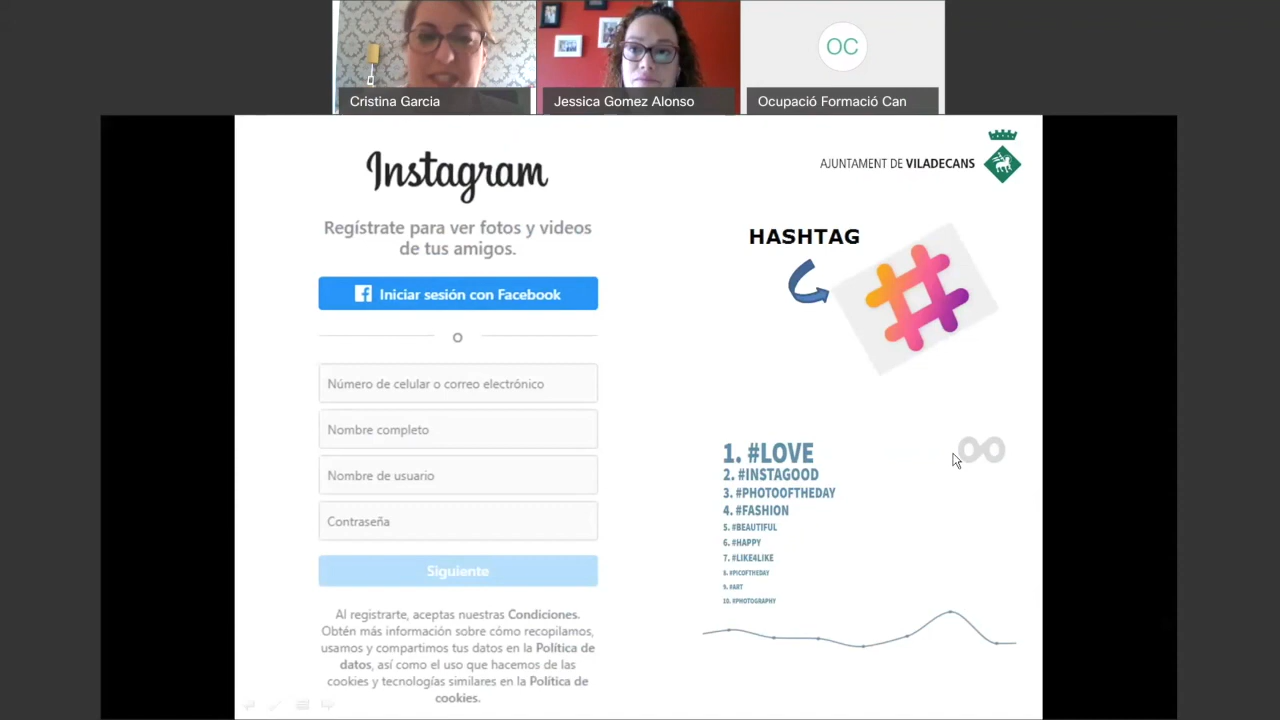 Cristina Garcia
Jessica Gomez Alonso
OC
Ocupació Formació Can
Instagram
Regístrate para ver fotos y videos
de tus amigos.
Iniciar sesión con Facebook
O
Número de celular o correo electrónico
Nombre completo
Nombre de usuario
Contraseña
Siguiente
Al registrarte, aceptas nuestras Condiciones.
Obtén más información sobre cómo recopilamos,
usamos y compartimos tus datos en la Política de
datos, así como el uso que hacemos de las
cookies y tecnologías similares en la Política de
cookies.
AJUNTAMENT DE VILADECANS
HASHTAG
#
1. #LOVE
2. #INSTAGOOD
3. #PHOTOOFTHEDAY
4. #FASHION
5. #BEAUTIFUL
6. #HAPPY
7. #LIKE4LIKE
8. #PICOFTHEDAY
9. #ART
10. #PHOTOGRAPHY